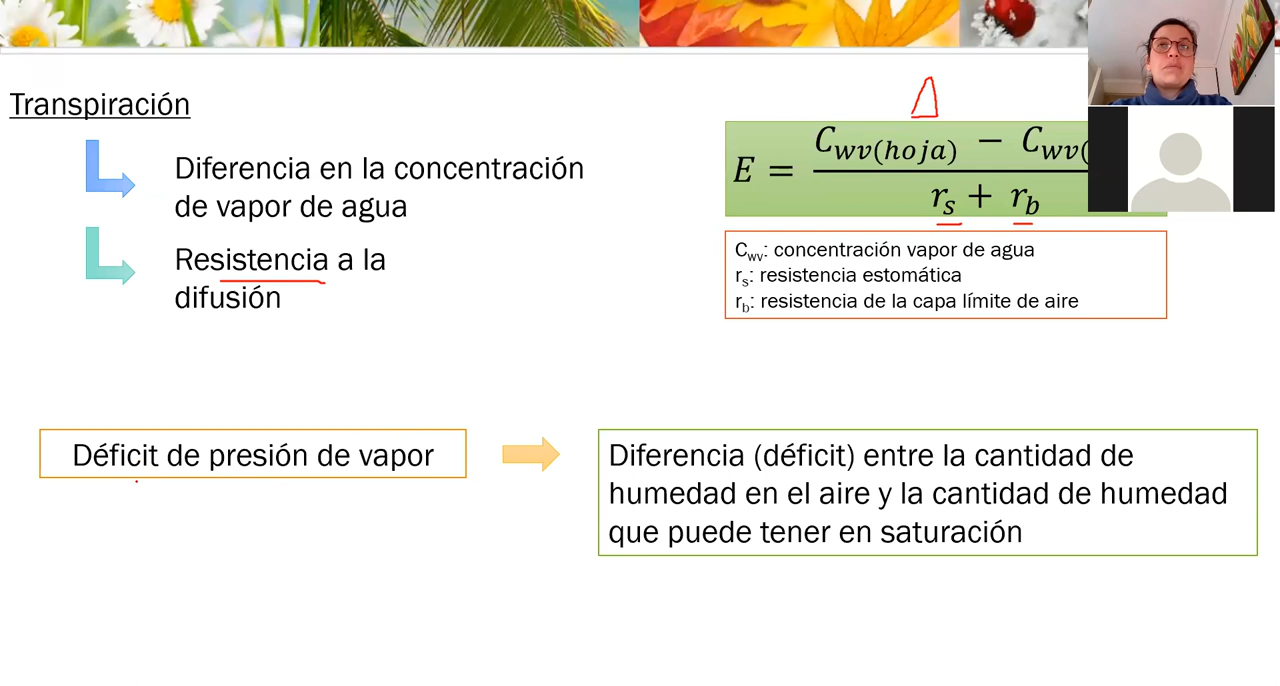 Transpiración
Diferencia en la concentración
de vapor de agua
Resistencia a la
difusión
Δ
E = C_wv(hoja) − C_wv(
r_s + r_b
C_wv: concentración vapor de agua
r_s: resistencia estomática
r_b: resistencia de la capa límite de aire
Déficit de presión de vapor
Diferencia (déficit) entre la cantidad de
humedad en el aire y la cantidad de humedad
que puede tener en saturación